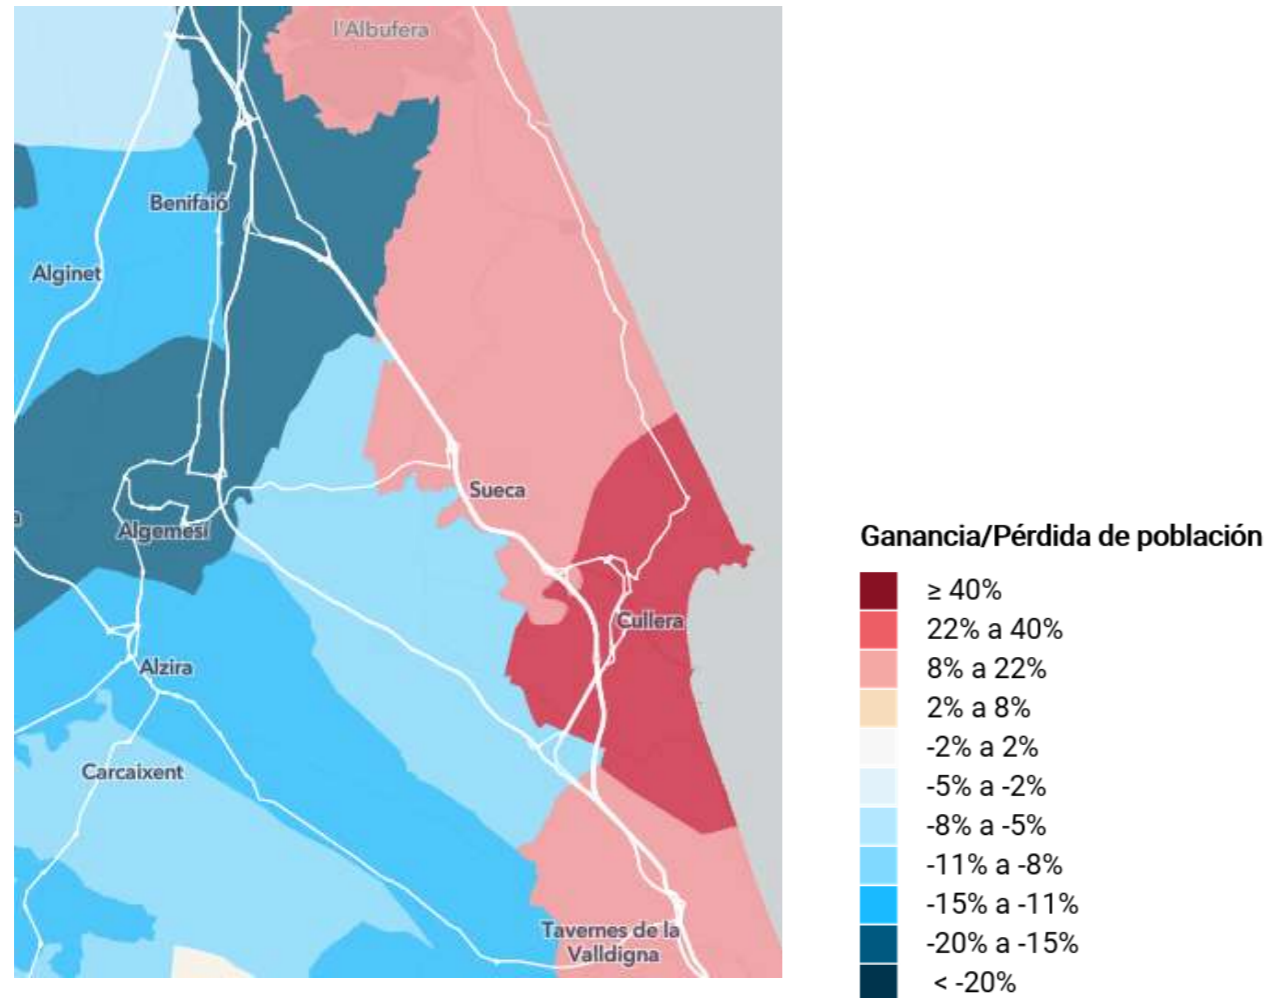 l'Albufera
Benifaió
Alginet
Sueca
a
Algemesí
Cullera
Alzira
Carcaixent
Tavernes de la
Valldigna
Ganancia/Pérdida de población
≥ 40%
22% a 40%
8% a 22%
2% a 8%
-2% a 2%
-5% a -2%
-8% a -5%
-11% a -8%
-15% a -11%
-20% a -15%
< -20%